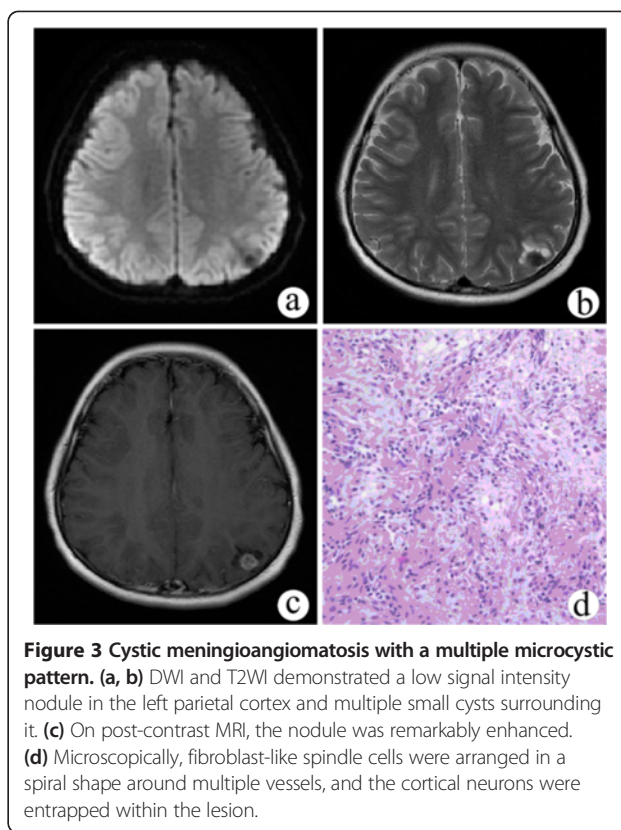 a
b
c
d
Figure 3 Cystic meningioangiomatosis with a multiple microcystic
pattern. (a, b) DWI and T2WI demonstrated a low signal intensity
nodule in the left parietal cortex and multiple small cysts surrounding
it. (c) On post-contrast MRI, the nodule was remarkably enhanced.
(d) Microscopically, fibroblast-like spindle cells were arranged in a
spiral shape around multiple vessels, and the cortical neurons were
entrapped within the lesion.